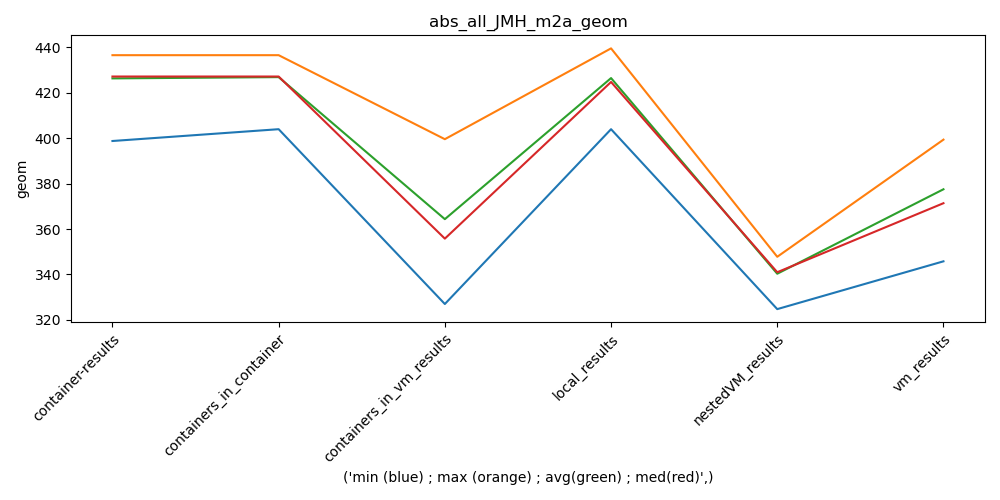 abs_all_JMH_m2a_geom
geom
440
420
400
380
360
340
320
container-results
containers_in_container
containers_in_vm_results
local_results
nestedVM_results
vm_results
('min (blue) ; max (orange) ; avg(green) ; med(red)',)